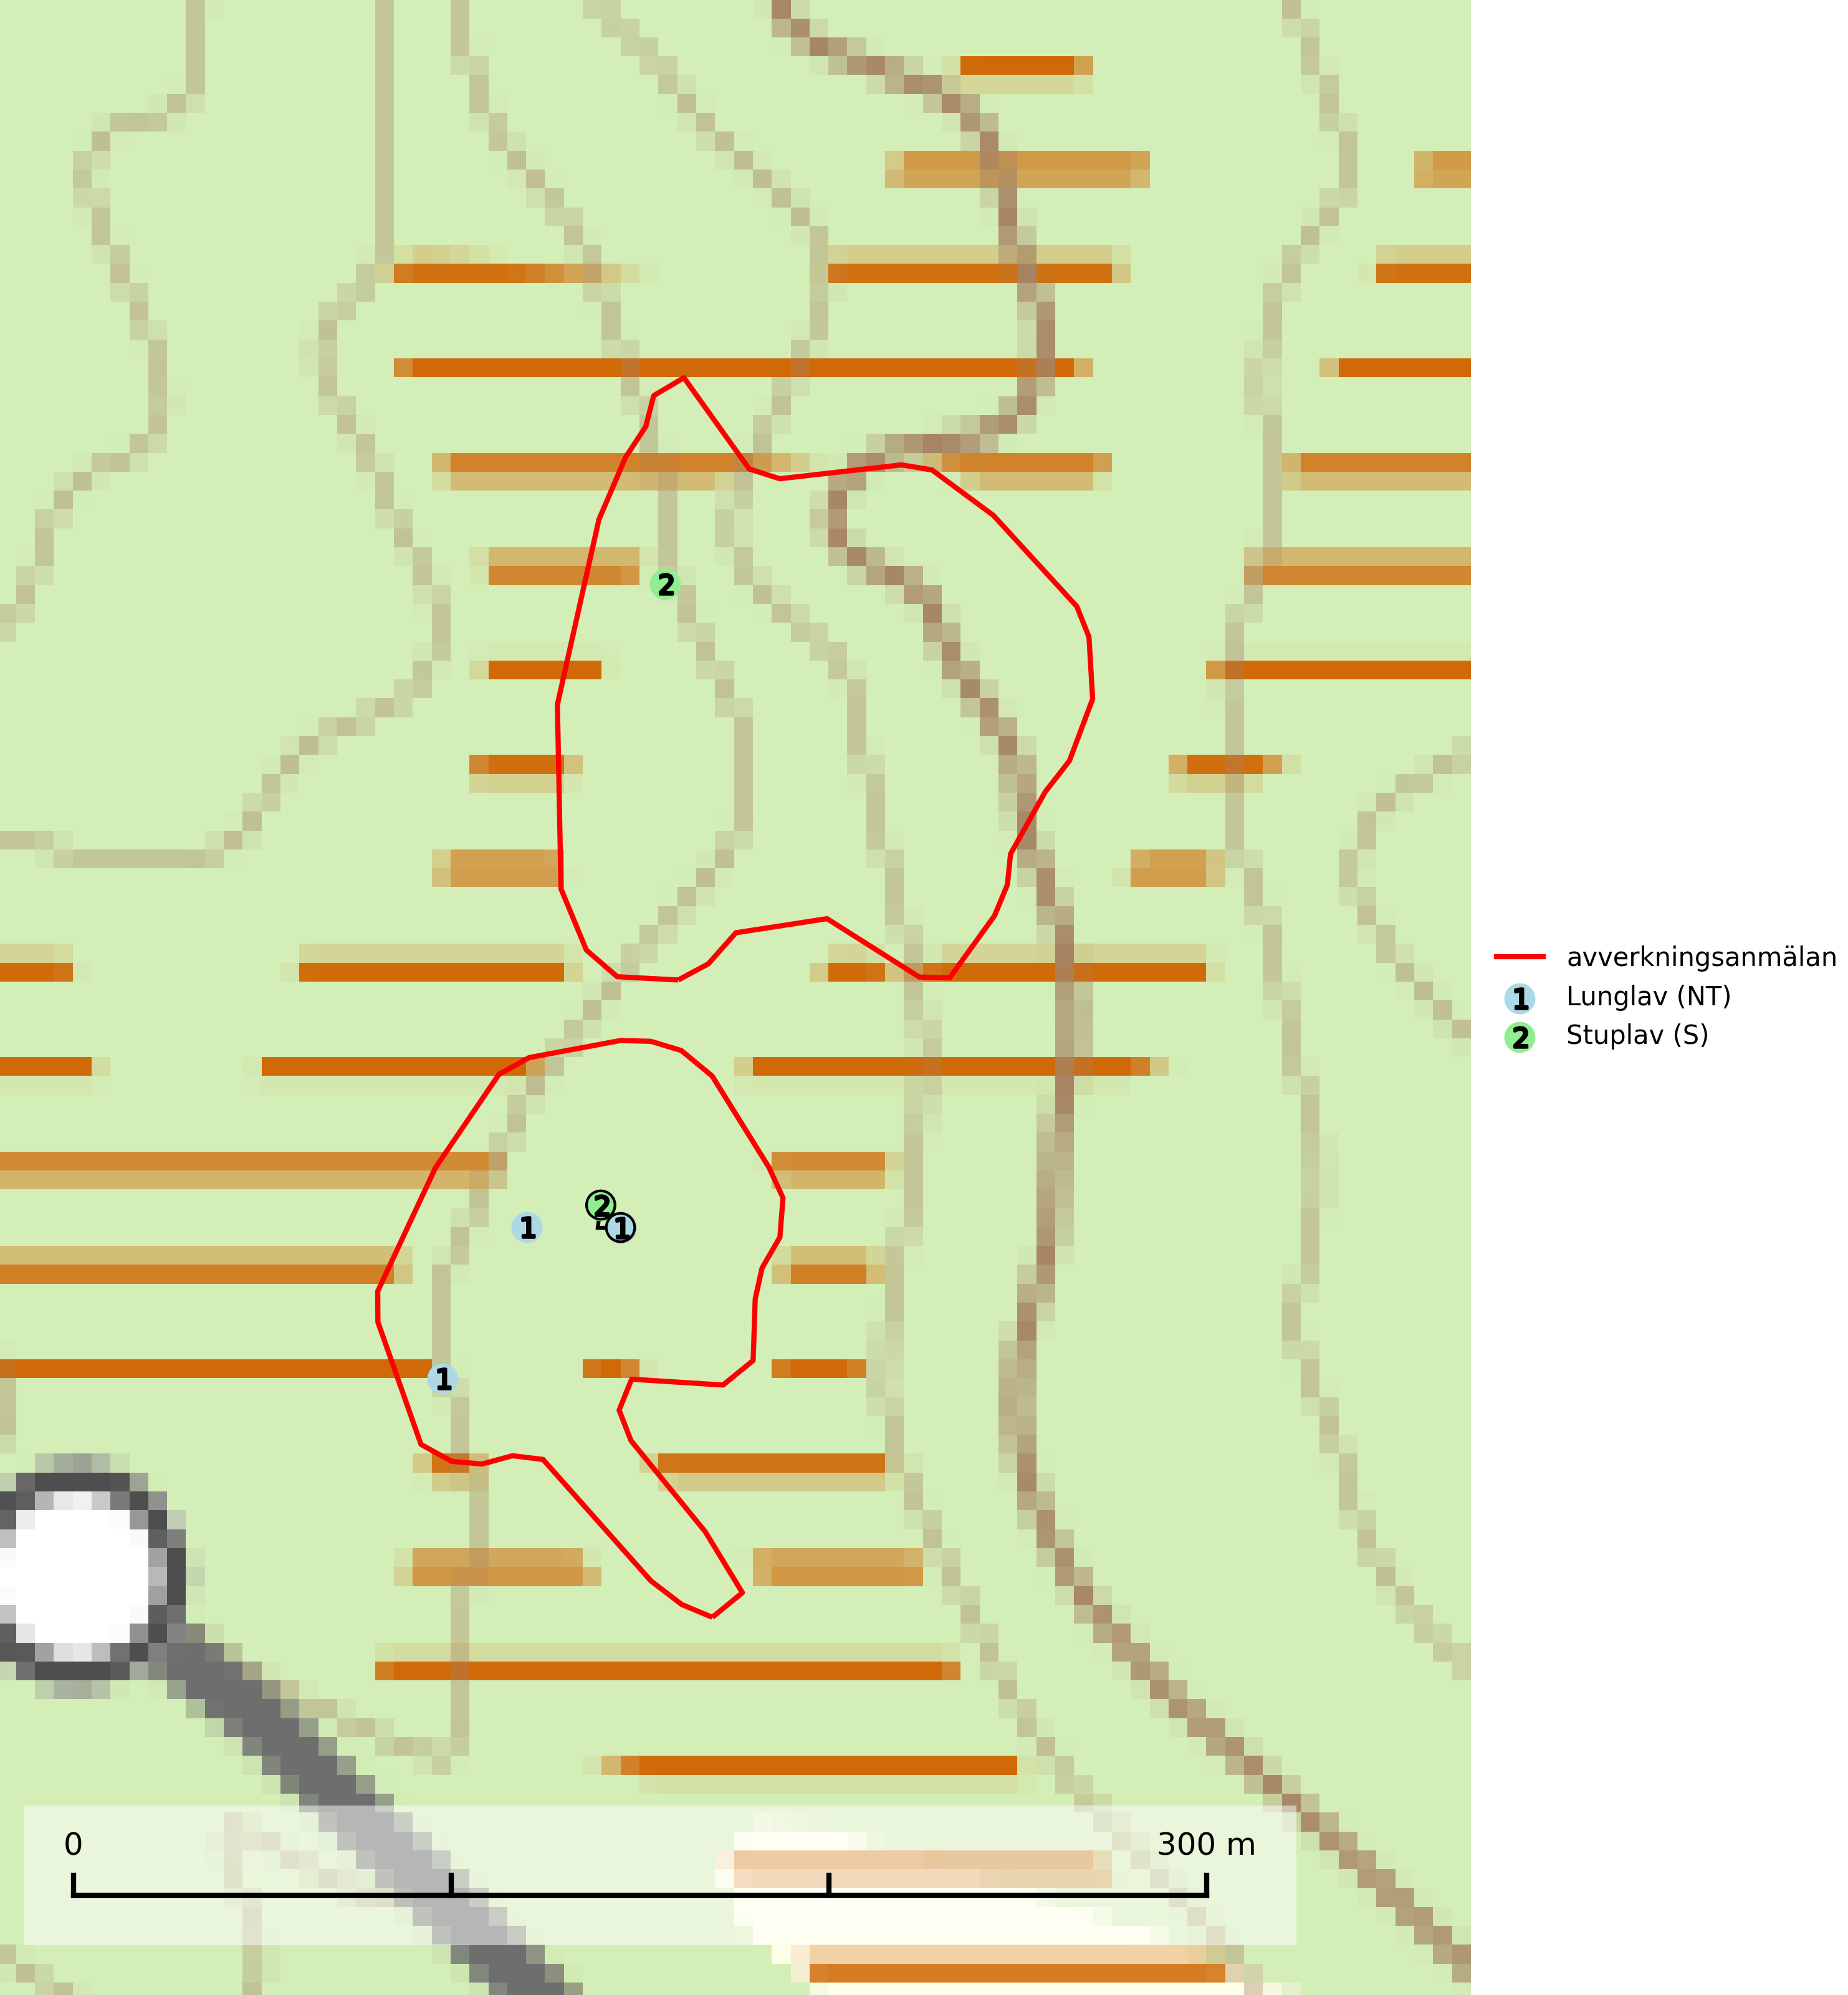 2
avverkningsanmälan
1 Lunglav (NT)
2 Stuplav (S)
2
1
1
1
0 300 m